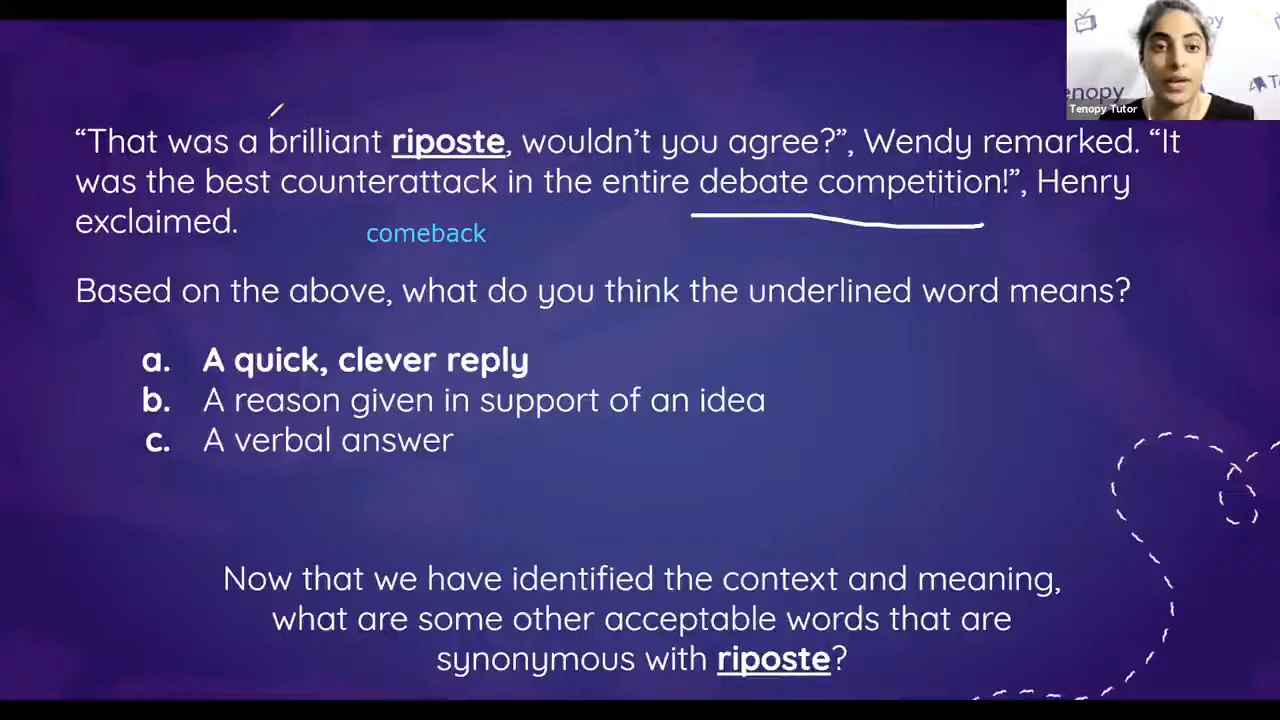 “That was a brilliant riposte, wouldn’t you agree?”, Wendy remarked. “It
was the best counterattack in the entire debate competition!”, Henry
exclaimed.
comeback
Based on the above, what do you think the underlined word means?
a. A quick, clever reply
b. A reason given in support of an idea
c. A verbal answer
Now that we have identified the context and meaning,
what are some other acceptable words that are
synonymous with riposte?
enopy
Tenopy Tutor